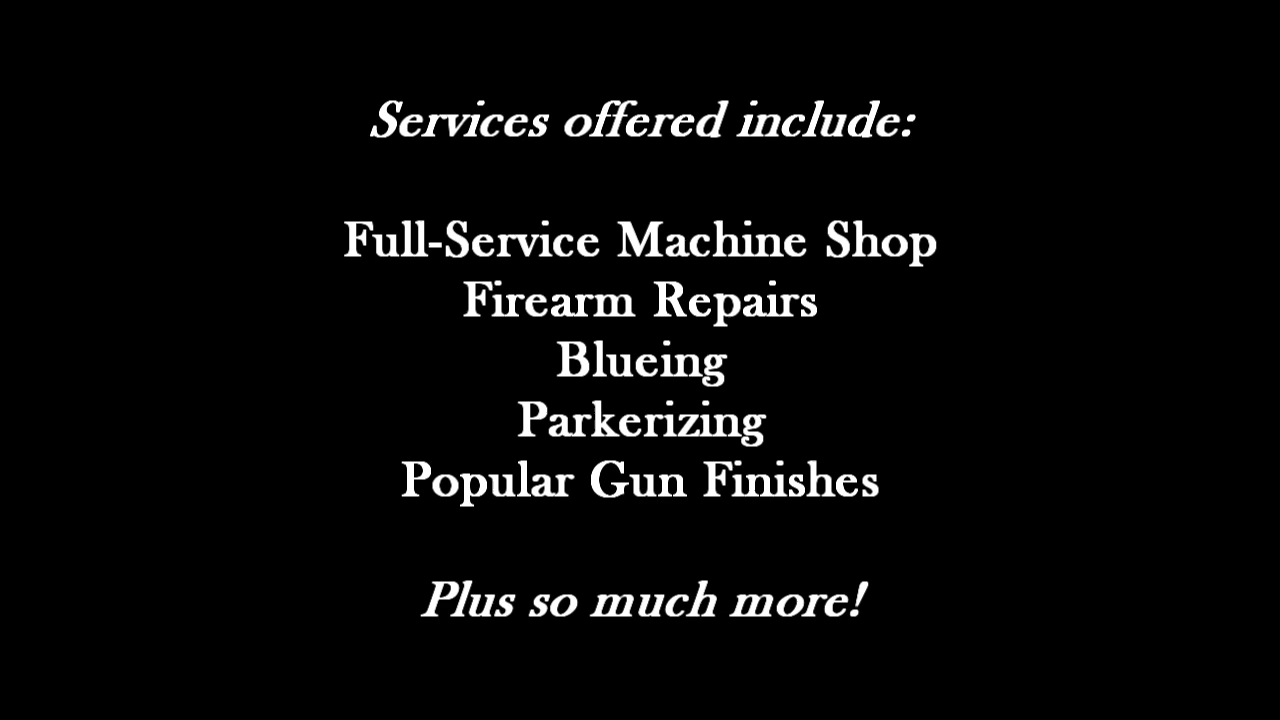 Services offered include:
Full-Service Machine Shop
Firearm Repairs
Blueing
Parkerizing
Popular Gun Finishes
Plus so much more!